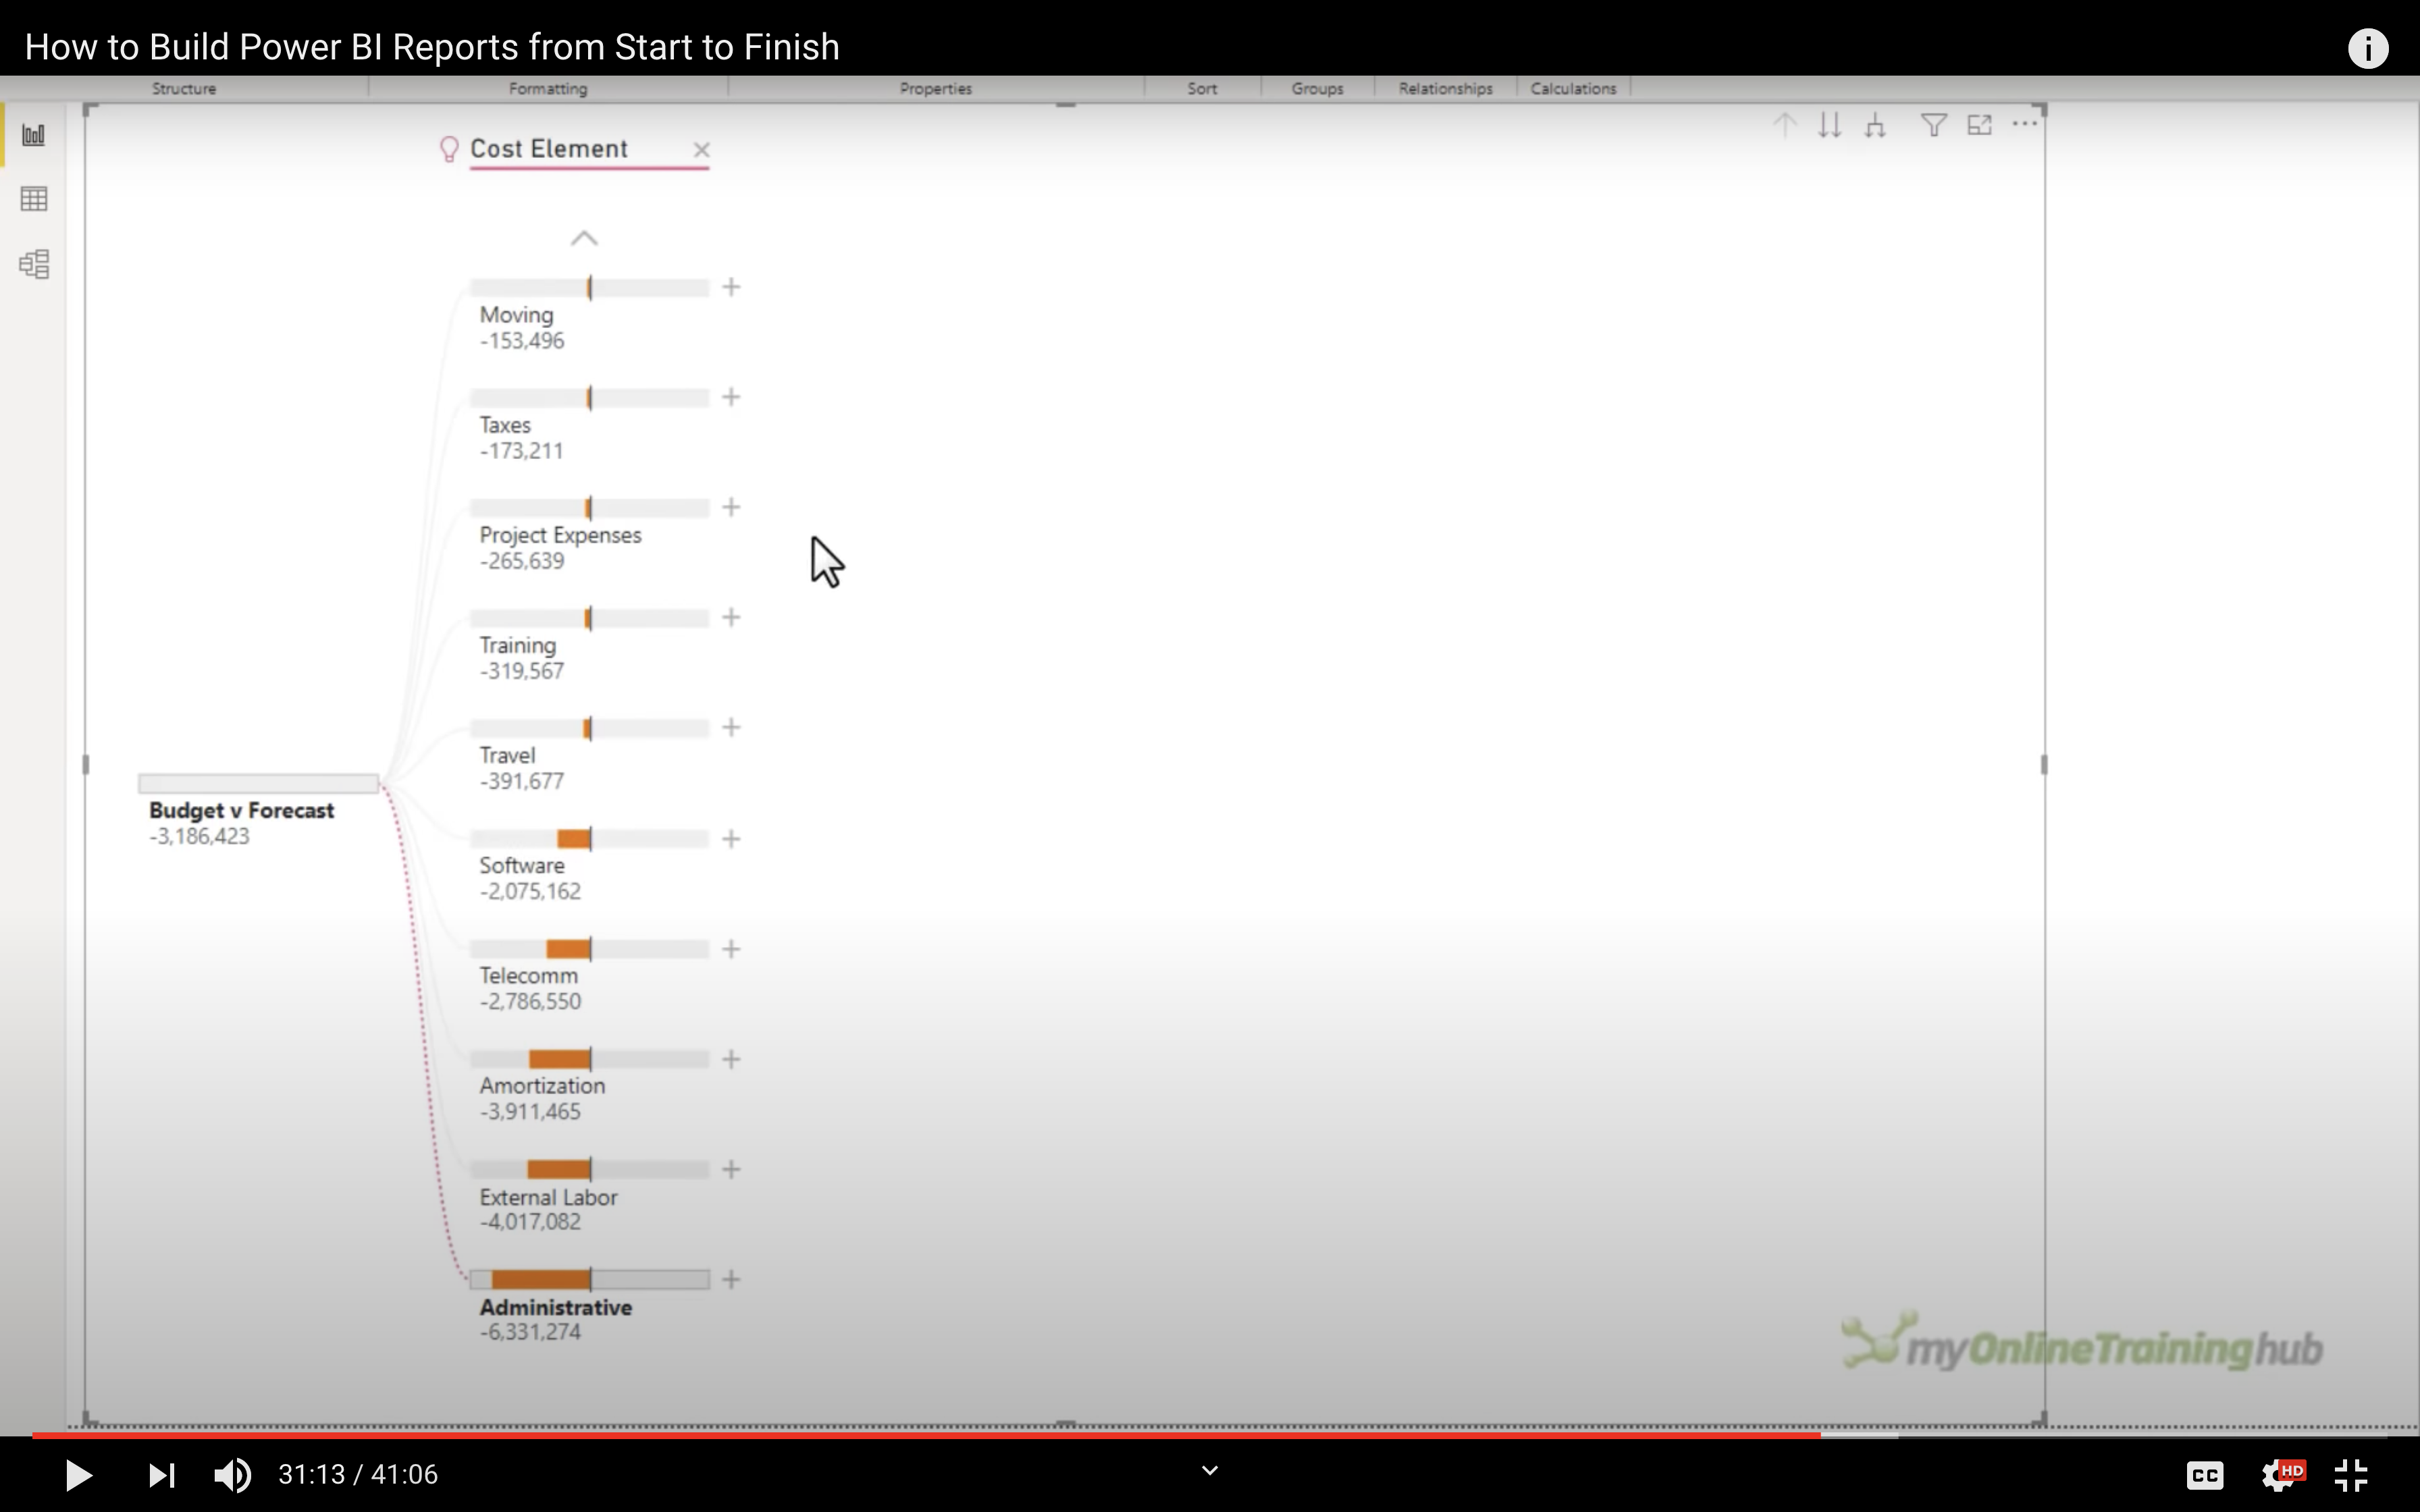 How to Build Power BI Reports from Start to Finish
Structure Formatting Properties Sort Groups Relationships Calculations
Cost Element
Moving
-153,496
Taxes
-173,211
Project Expenses
-265,639
Training
-319,567
Travel
-391,677
Budget v Forecast
-3,186,423
Software
-2,075,162
Telecomm
-2,786,550
Amortization
-3,911,465
External Labor
-4,017,082
Administrative
-6,331,274
myOnlineTraininghub
31:13 / 41:06
CC
HD